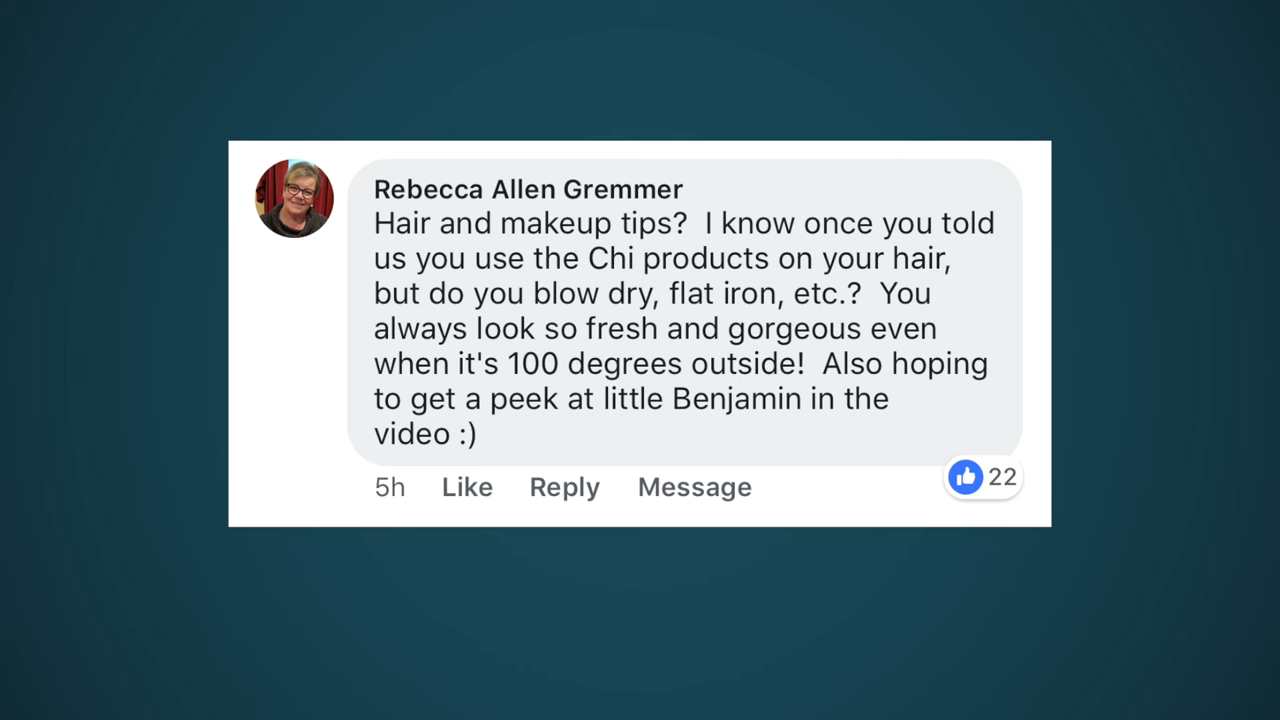 Rebecca Allen Gremmer
Hair and makeup tips?  I know once you told
us you use the Chi products on your hair,
but do you blow dry, flat iron, etc.?  You
always look so fresh and gorgeous even
when it's 100 degrees outside!  Also hoping
to get a peek at little Benjamin in the
video :)
5h Like Reply Message 22